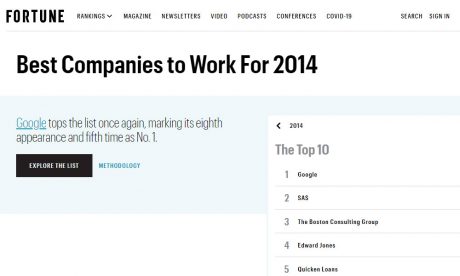 FORTUNE RANKINGS MAGAZINE NEWSLETTERS VIDEO PODCASTS CONFERENCES COVID-19 SEARCH SIGN IN
Best Companies to Work For 2014
Google tops the list once again, marking its eighth
appearance and fifth time as No. 1.
EXPLORE THE LIST METHODOLOGY
2014
The Top 10
1 Google
2 SAS
3 The Boston Consulting Group
4 Edward Jones
5 Quicken Loans